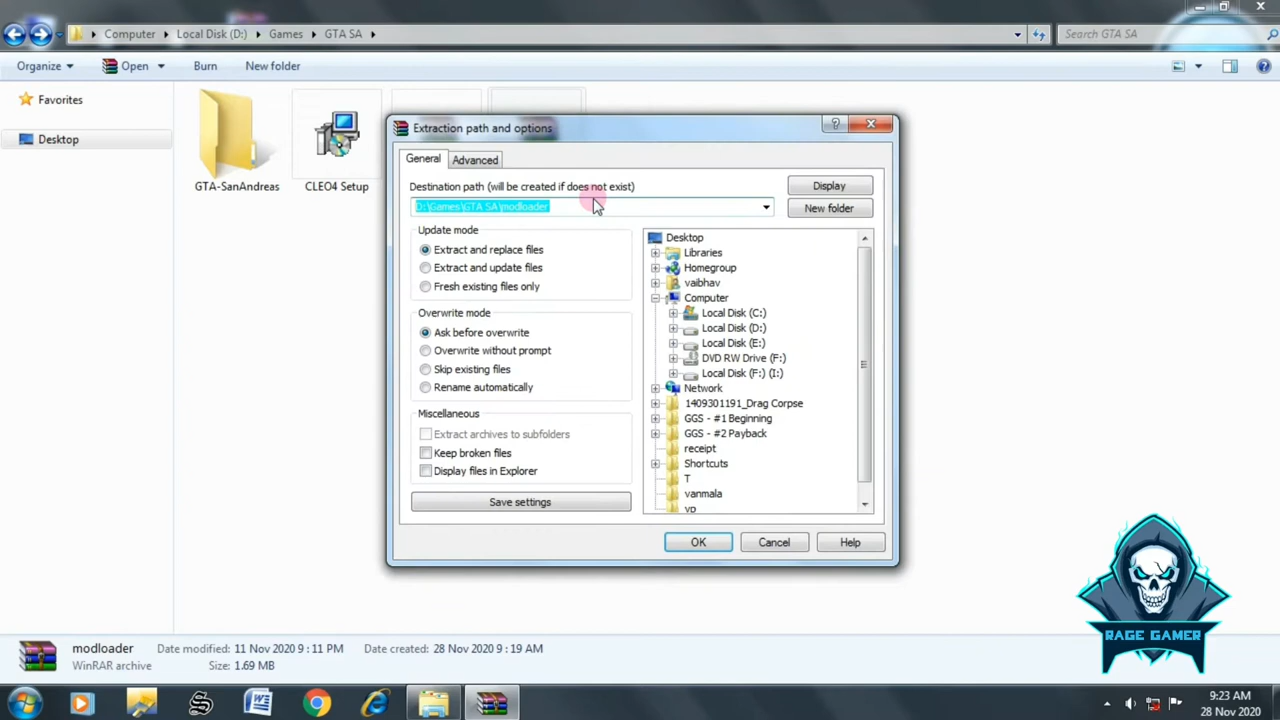 Computer Local Disk (D:) Games GTA SA
Search GTA SA
Organize Open Burn New folder
Favorites
Desktop
GTA-SanAndreas
CLEO4 Setup
Extraction path and options
General Advanced
Destination path (will be created if does not exist)
Display
D:\Games\GTA SA\modloader
New folder
Update mode
Extract and replace files
Extract and update files
Fresh existing files only
Overwrite mode
Ask before overwrite
Overwrite without prompt
Skip existing files
Rename automatically
Miscellaneous
Extract archives to subfolders
Keep broken files
Display files in Explorer
Save settings
Desktop
Libraries
Homegroup
vaibhav
Computer
Local Disk (C:)
Local Disk (D:)
Local Disk (E:)
DVD RW Drive (F:)
Local Disk (F:) (I:)
Network
1409301191_Drag Corpse
GGS - #1 Beginning
GGS - #2 Payback
receipt
Shortcuts
T
vanmala
vp
OK Cancel Help
RAGE GAMER
modloader Date modified: 11 Nov 2020 9:11 PM Date created: 28 Nov 2020 9:19 AM
WinRAR archive Size: 1.69 MB
9:23 AM
28 Nov 2020